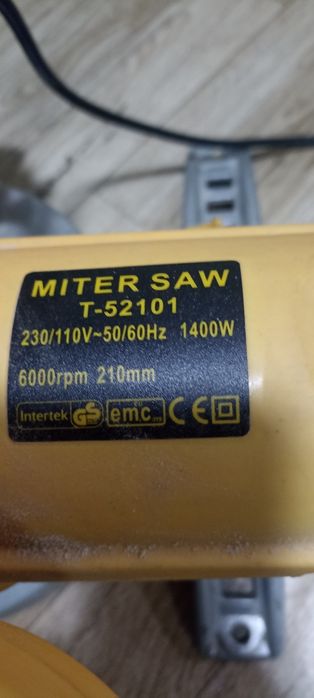 MITER SAW
T-52101
230/110V~50/60Hz 1400W
6000rpm 210mm
Intertek GS emc CE